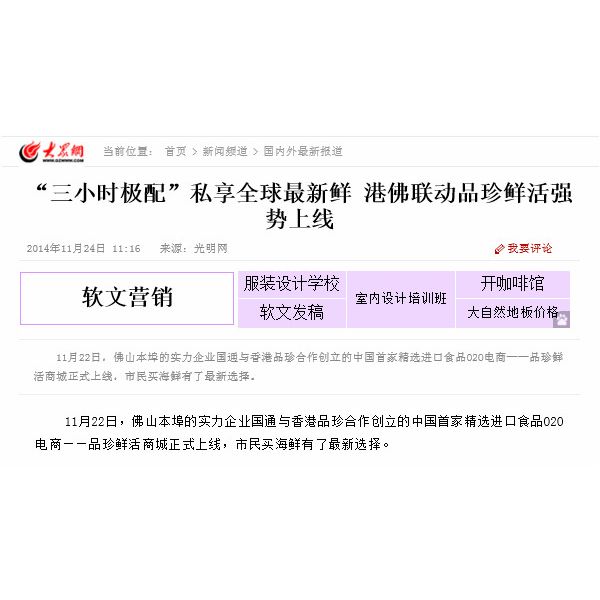 大众网
WWW.DZWWW.COM
当前位置： 首页 > 新闻频道 > 国内外最新报道
“三小时极配”私享全球最新鲜 港佛联动品珍鲜活强
势上线
2014年11月24日 11:16 来源：光明网
我要评论
软文营销
服装设计学校
软文发稿
室内设计培训班
开咖啡馆
大自然地板价格
11月22日，佛山本埠的实力企业国通与香港品珍合作创立的中国首家精选进口食品O2O电商——品珍鲜
活商城正式上线，市民买海鲜有了最新选择。
11月22日，佛山本埠的实力企业国通与香港品珍合作创立的中国首家精选进口食品O2O
电商——品珍鲜活商城正式上线，市民买海鲜有了最新选择。